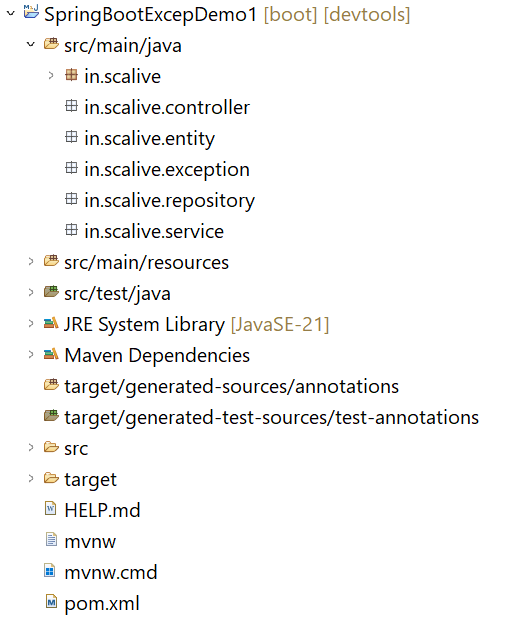 SpringBootExcepDemo1 [boot] [devtools]
src/main/java
in.scalive
in.scalive.controller
in.scalive.entity
in.scalive.exception
in.scalive.repository
in.scalive.service
src/main/resources
src/test/java
JRE System Library [JavaSE-21]
Maven Dependencies
target/generated-sources/annotations
target/generated-test-sources/test-annotations
src
target
HELP.md
mvnw
mvnw.cmd
pom.xml